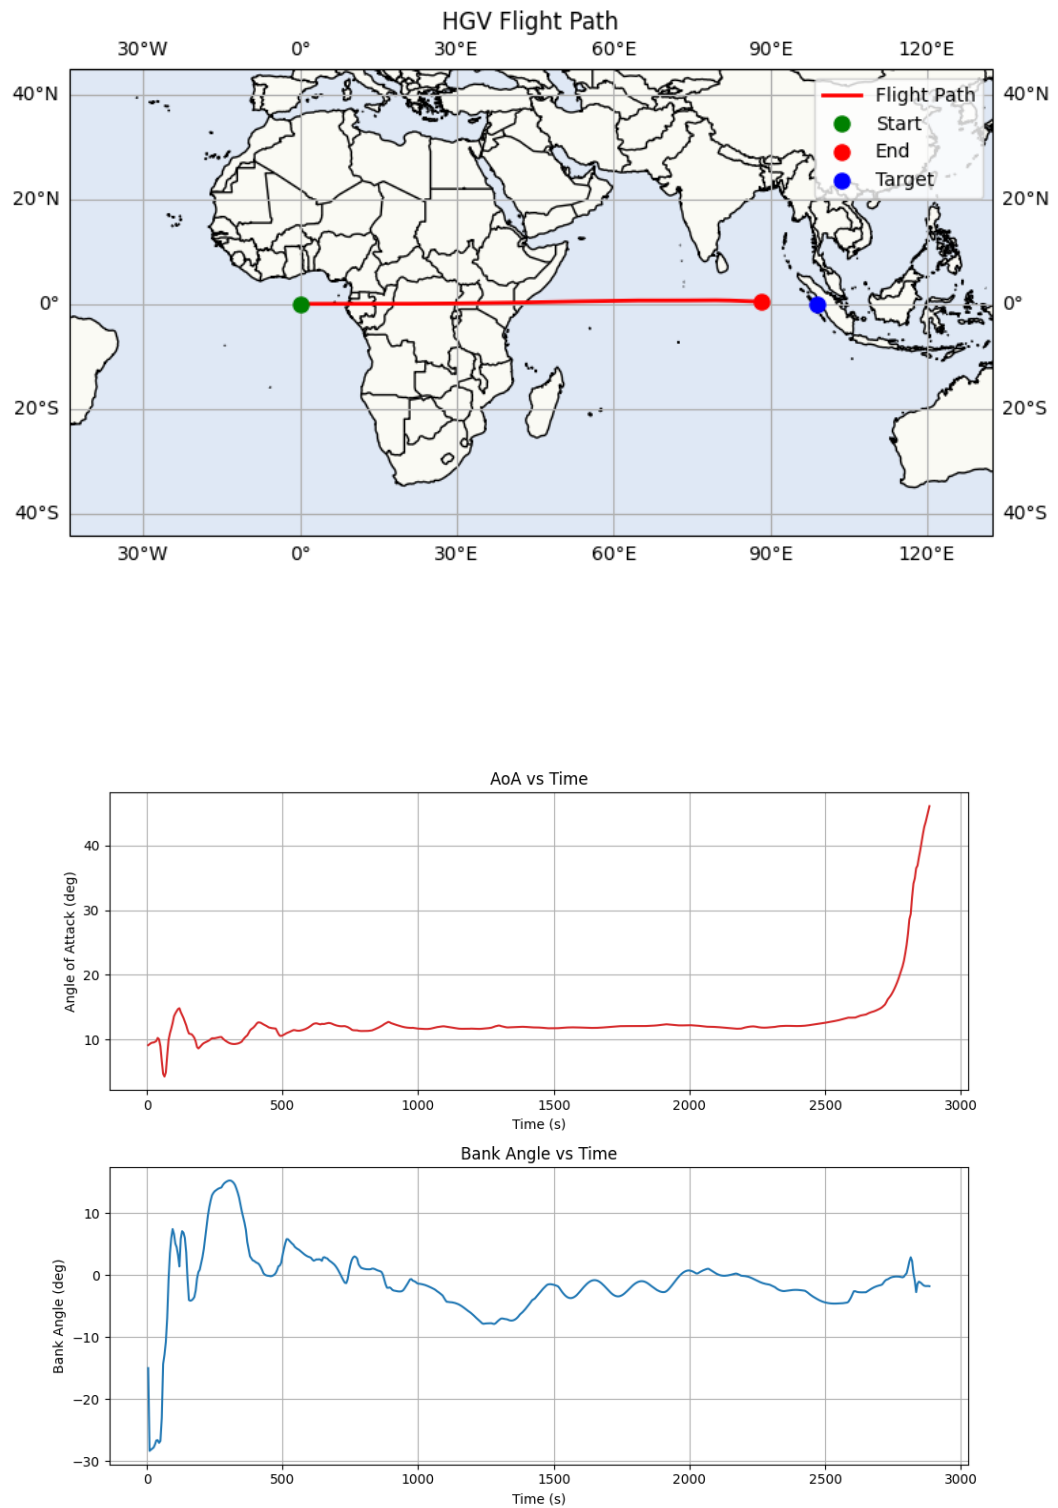 HGV Flight Path
30°W 0° 30°E 60°E 90°E 120°E
40°N Flight Path 40°N
Start
End
20°N Target 20°N
0° 0°
20°S 20°S
40°S 40°S
30°W 0° 30°E 60°E 90°E 120°E
AoA vs Time
Angle of Attack (deg)
40
30
20
10
0 500 1000 1500 2000 2500 3000
Time (s)
Bank Angle vs Time
Bank Angle (deg)
10
0
−10
−20
−30
0 500 1000 1500 2000 2500 3000
Time (s)